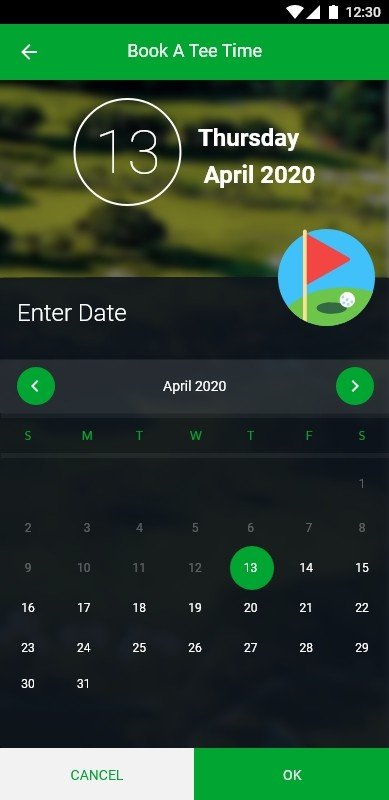 12:30
Book A Tee Time
13
Thursday
April 2020
Enter Date
April 2020
S M T W T F S
1
2 3 4 5 6 7 8
9 10 11 12 13 14 15
16 17 18 19 20 21 22
23 24 25 26 27 28 29
30 31
CANCEL OK